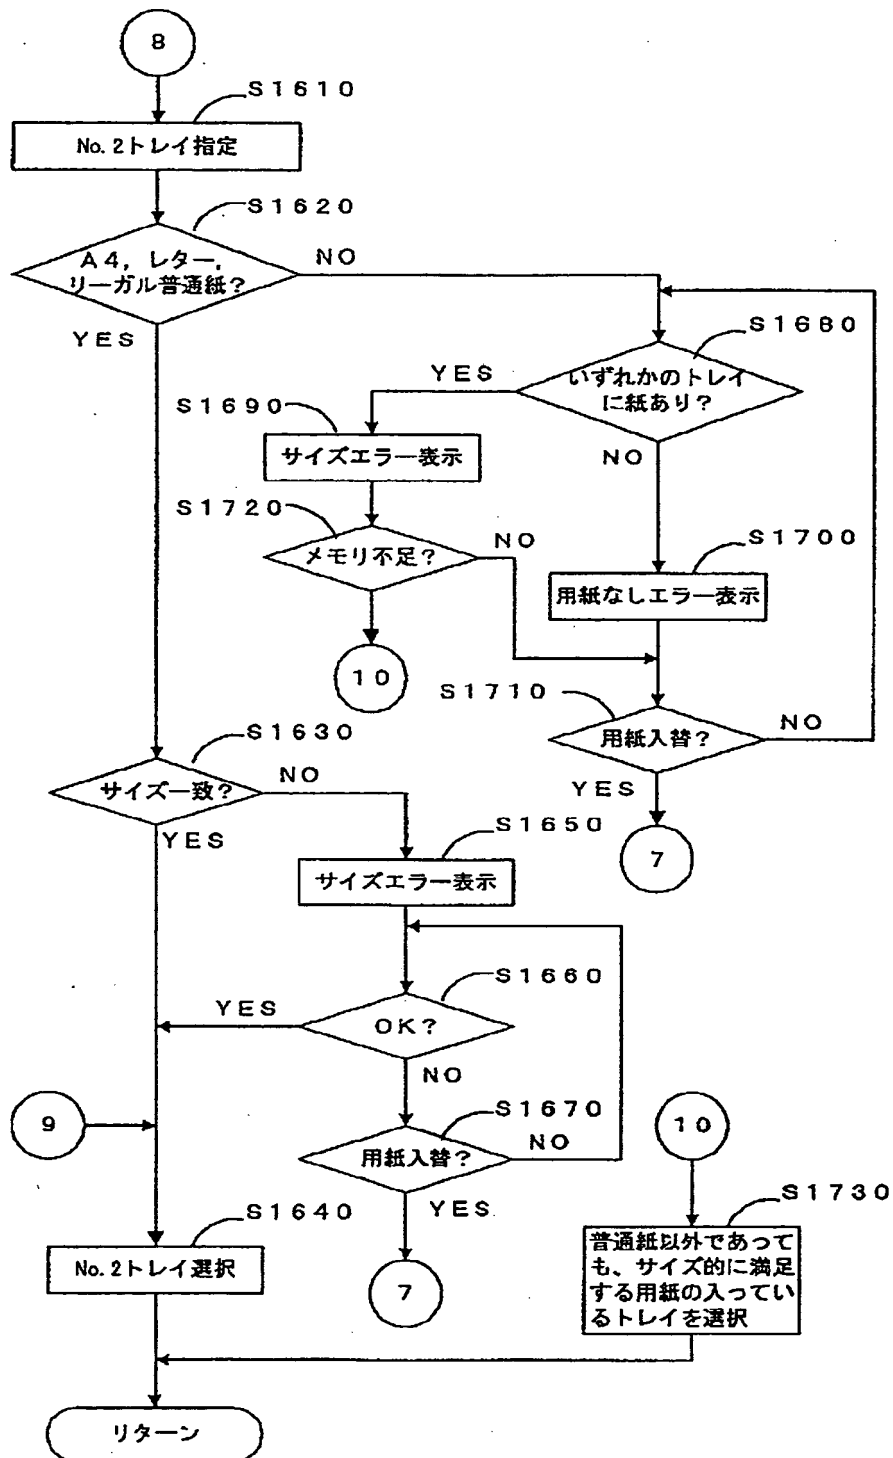 8
S1610
No.2トレイ指定
S1620
A4，レター，
リーガル普通紙？
NO
YES
S1680
いずれかのトレイ
に紙あり？
YES
NO
S1690
サイズエラー表示
S1720
メモリ不足？
NO
10
S1700
用紙なしエラー表示
S1710
用紙入替？
NO
YES
7
S1630
サイズ一致？
NO
YES
S1650
サイズエラー表示
S1660
OK？
YES
NO
S1670
用紙入替？
NO
YES
7
9
S1640
No.2トレイ選択
10
S1730
普通紙以外であって
も、サイズ的に満足
する用紙の入ってい
るトレイを選択
リターン